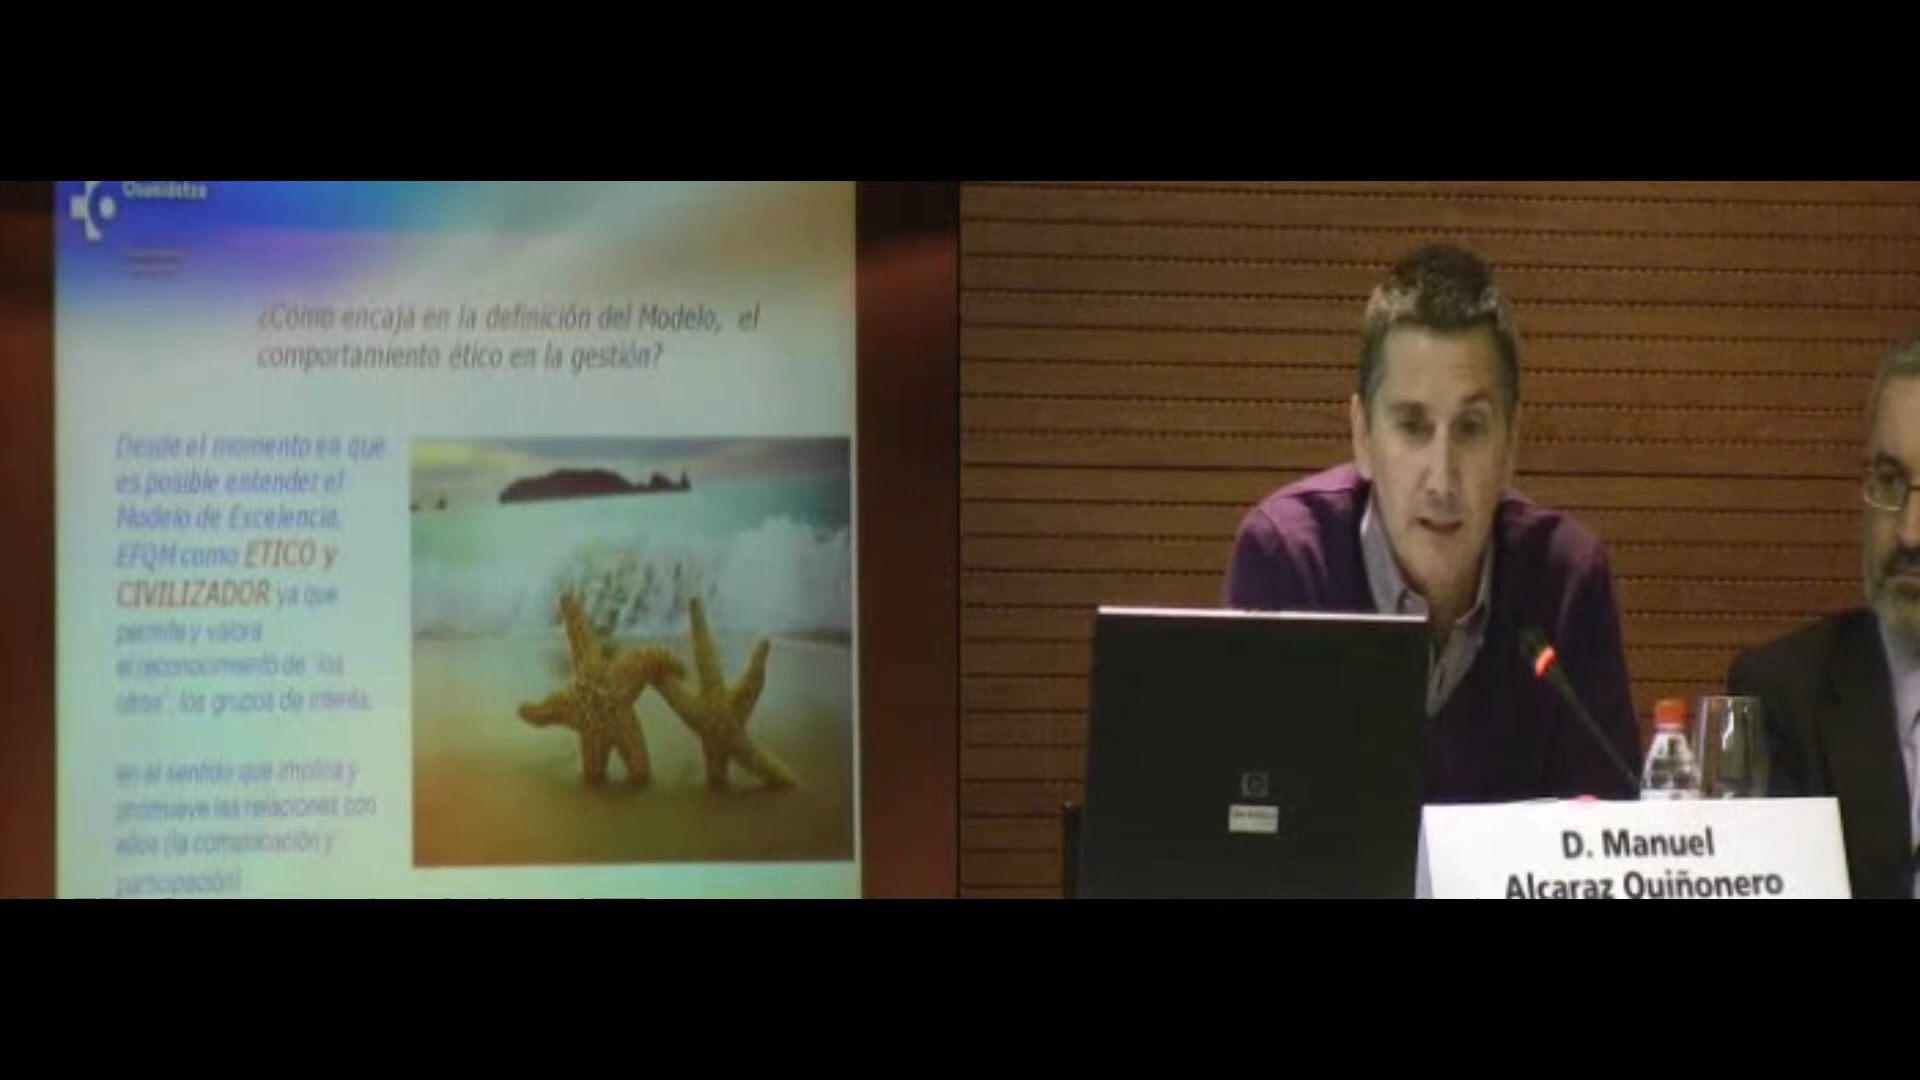 Osakidetza
¿Cómo encaja en la definición del Modelo, el
comportamiento ético en la gestión?
Desde el momento en que
es posible entender el
Modelo de Excelencia,
EFQM como ETICO y
CIVILIZADOR ya que
permite y valora
el reconocimiento de "los
otros", los grupos de interés,
en el sentido que implica y
promueve las relaciones con
ellos (la comunicación y
participación)
D. Manuel
Alcaraz Quiñonero